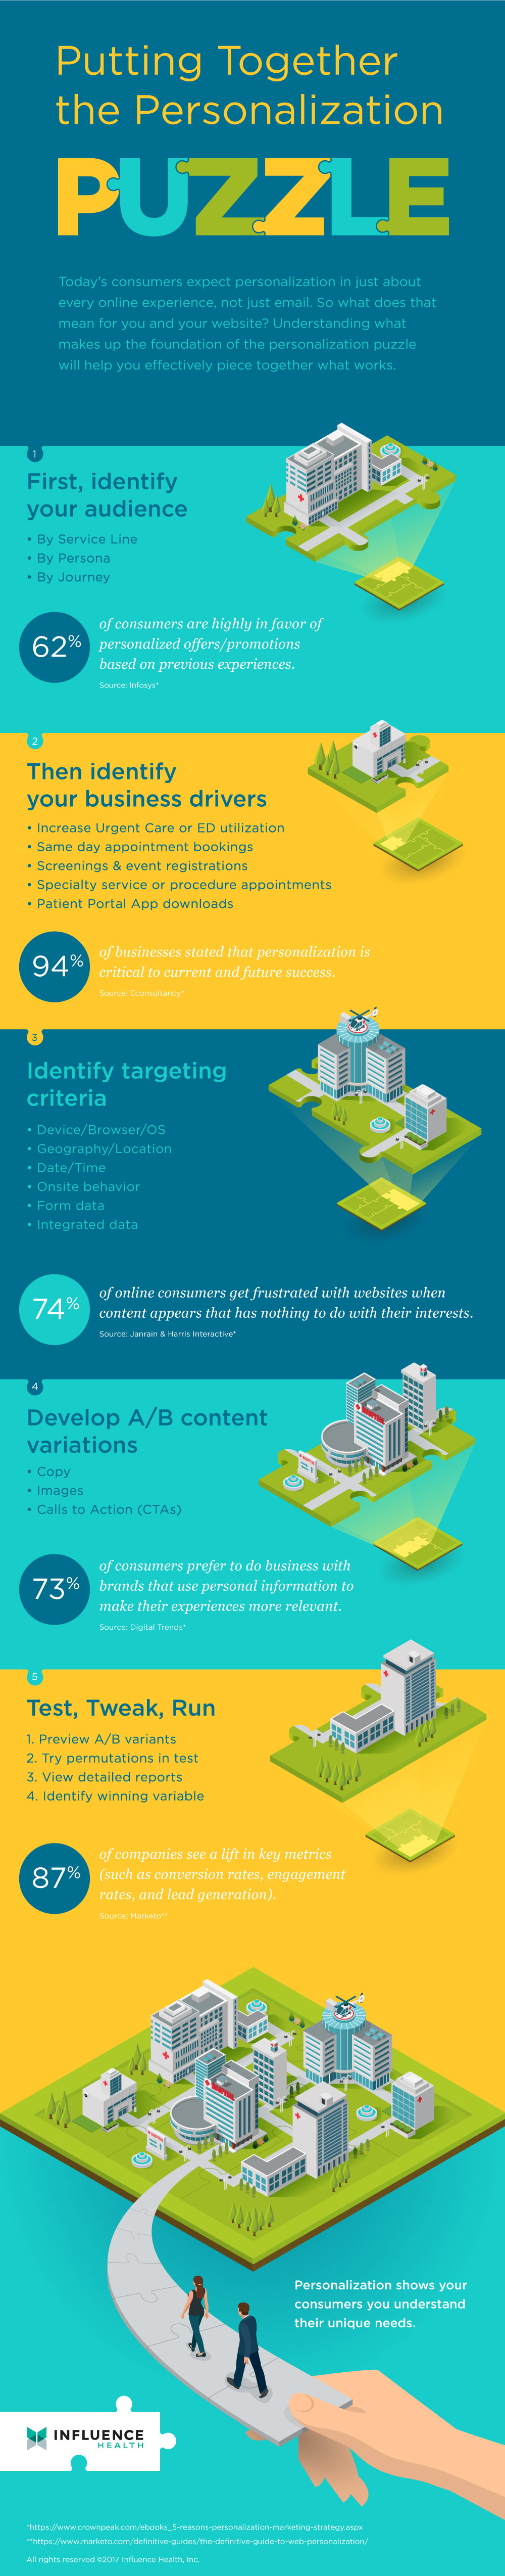 Putting Together
the Personalization
PUZZLE
Today's consumers expect personalization in just about
every online experience, not just email. So what does that
mean for you and your website? Understanding what
makes up the foundation of the personalization puzzle
will help you effectively piece together what works.
1
First, identify
your audience
• By Service Line
• By Persona
• By Journey
62%
of consumers are highly in favor of
personalized offers/promotions
based on previous experiences.
Source: Infosys*
2
Then identify
your business drivers
• Increase Urgent Care or ED utilization
• Same day appointment bookings
• Screenings & event registrations
• Specialty service or procedure appointments
• Patient Portal App downloads
94%
of businesses stated that personalization is
critical to current and future success.
Source: Econsultancy*
3
Identify targeting
criteria
• Device/Browser/OS
• Geography/Location
• Date/Time
• Onsite behavior
• Form data
• Integrated data
74%
of online consumers get frustrated with websites when
content appears that has nothing to do with their interests.
Source: Janrain & Harris Interactive*
4
Develop A/B content
variations
• Copy
• Images
• Calls to Action (CTAs)
HOSPITAL
HOSPITAL
73%
of consumers prefer to do business with
brands that use personal information to
make their experiences more relevant.
Source: Digital Trends*
5
Test, Tweak, Run
1. Preview A/B variants
2. Try permutations in test
3. View detailed reports
4. Identify winning variable
87%
of companies see a lift in key metrics
(such as conversion rates, engagement
rates, and lead generation).
Source: Marketo**
HOSPITAL
HOSPITAL
Personalization shows your
consumers you understand
their unique needs.
INFLUENCE
HEALTH
*https://www.crownpeak.com/ebooks_5-reasons-personalization-marketing-strategy.aspx
**https://www.marketo.com/definitive-guides/the-definitive-guide-to-web-personalization/
All rights reserved ©2017 Influence Health, Inc.